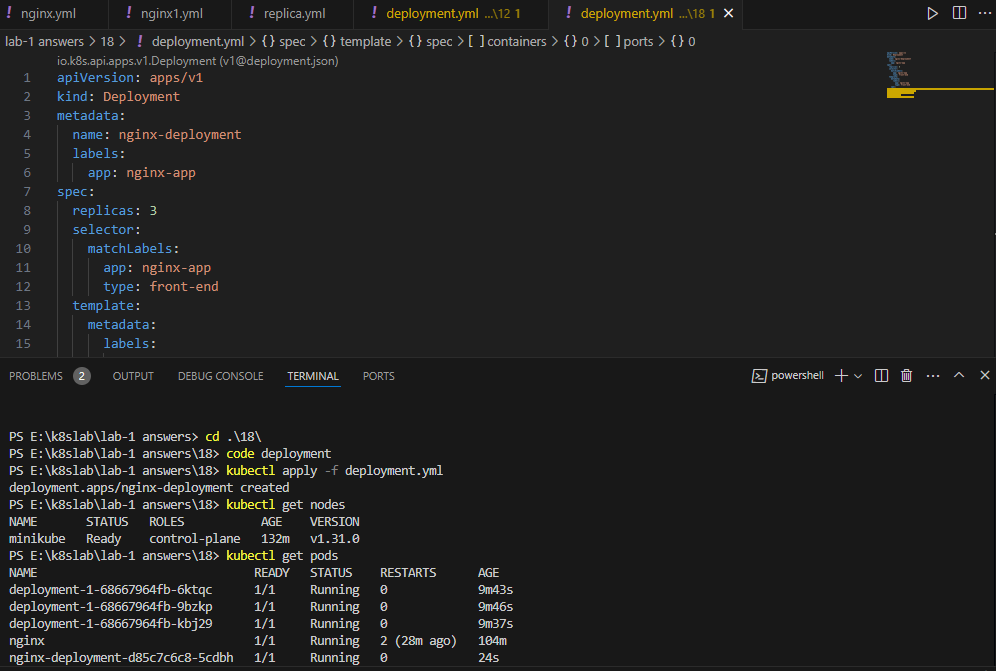 ! nginx.yml ! nginx1.yml ! replica.yml ! deployment.yml ...\12 1 ! deployment.yml ...\18 1 ×
lab-1 answers > 18 > ! deployment.yml > {} spec > {} template > {} spec > [ ] containers > {} 0 > [ ] ports > {} 0
io.k8s.api.apps.v1.Deployment (v1@deployment.json)
1 apiVersion: apps/v1
2 kind: Deployment
3 metadata:
4   name: nginx-deployment
5   labels:
6     app: nginx-app
7 spec:
8   replicas: 3
9   selector:
10     matchLabels:
11       app: nginx-app
12       type: front-end
13   template:
14     metadata:
15       labels:
PROBLEMS 2 OUTPUT DEBUG CONSOLE TERMINAL PORTS powershell
PS E:\k8slab\lab-1 answers> cd .\18\
PS E:\k8slab\lab-1 answers\18> code deployment
PS E:\k8slab\lab-1 answers\18> kubectl apply -f deployment.yml
deployment.apps/nginx-deployment created
PS E:\k8slab\lab-1 answers\18> kubectl get nodes
NAME STATUS ROLES AGE VERSION
minikube Ready control-plane 132m v1.31.0
PS E:\k8slab\lab-1 answers\18> kubectl get pods
NAME READY STATUS RESTARTS AGE
deployment-1-68667964fb-6ktqc 1/1 Running 0 9m43s
deployment-1-68667964fb-9bzkp 1/1 Running 0 9m46s
deployment-1-68667964fb-kbj29 1/1 Running 0 9m37s
nginx 1/1 Running 2 (28m ago) 104m
nginx-deployment-d85c7c6c8-5cdbh 1/1 Running 0 24s